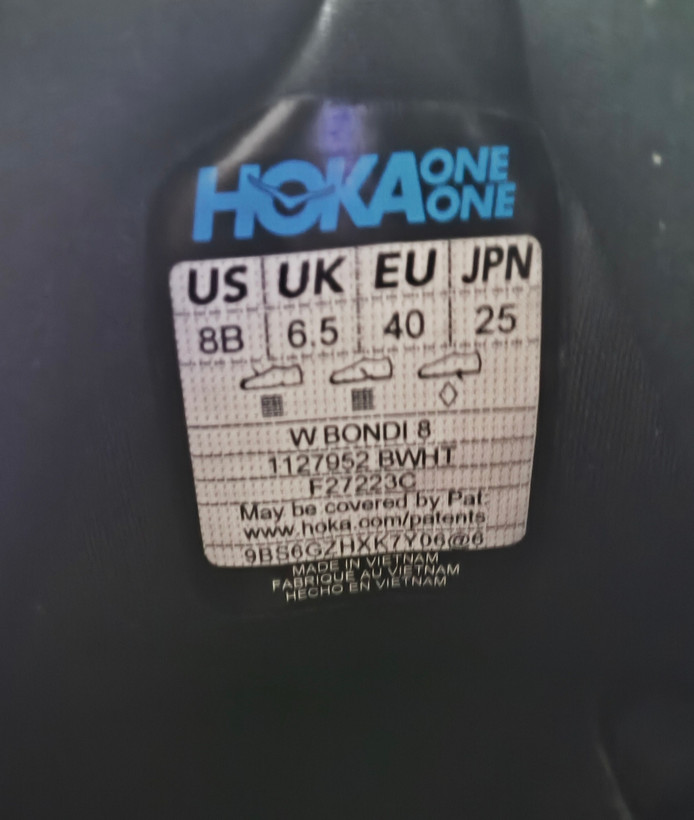 HOKA ONE ONE
US UK EU JPN
8B 6.5 40 25
W BONDI 8
1127952 BWHT
F27223C
May be covered by Pat:
www.hoka.com/patents
9BS6GZHXK7Y06@6
MADE IN VIETNAM
FABRIQUÉ AU VIETNAM
HECHO EN VIETNAM